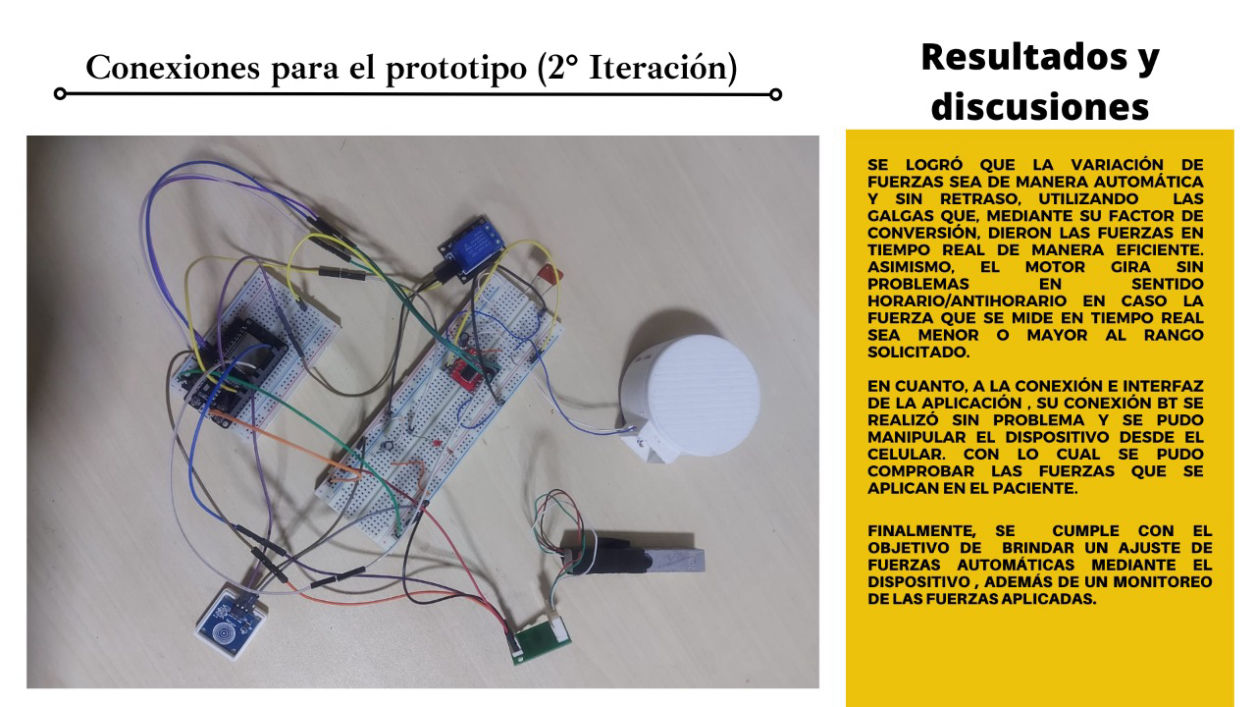 Conexiones para el prototipo (2° Iteración)
Resultados y
discusiones
SE LOGRÓ QUE LA VARIACIÓN DE
FUERZAS SEA DE MANERA AUTOMÁTICA
Y SIN RETRASO, UTILIZANDO LAS
GALGAS QUE, MEDIANTE SU FACTOR DE
CONVERSIÓN, DIERON LAS FUERZAS EN
TIEMPO REAL DE MANERA EFICIENTE.
ASIMISMO, EL MOTOR GIRA SIN
PROBLEMAS EN SENTIDO
HORARIO/ANTIHORARIO EN CASO LA
FUERZA QUE SE MIDE EN TIEMPO REAL
SEA MENOR O MAYOR AL RANGO
SOLICITADO.
EN CUANTO, A LA CONEXIÓN E INTERFAZ
DE LA APLICACIÓN , SU CONEXIÓN BT SE
REALIZÓ SIN PROBLEMA Y SE PUDO
MANIPULAR EL DISPOSITIVO DESDE EL
CELULAR. CON LO CUAL SE PUDO
COMPROBAR LAS FUERZAS QUE SE
APLICAN EN EL PACIENTE.
FINALMENTE, SE CUMPLE CON EL
OBJETIVO DE BRINDAR UN AJUSTE DE
FUERZAS AUTOMÁTICAS MEDIANTE EL
DISPOSITIVO , ADEMÁS DE UN MONITOREO
DE LAS FUERZAS APLICADAS.